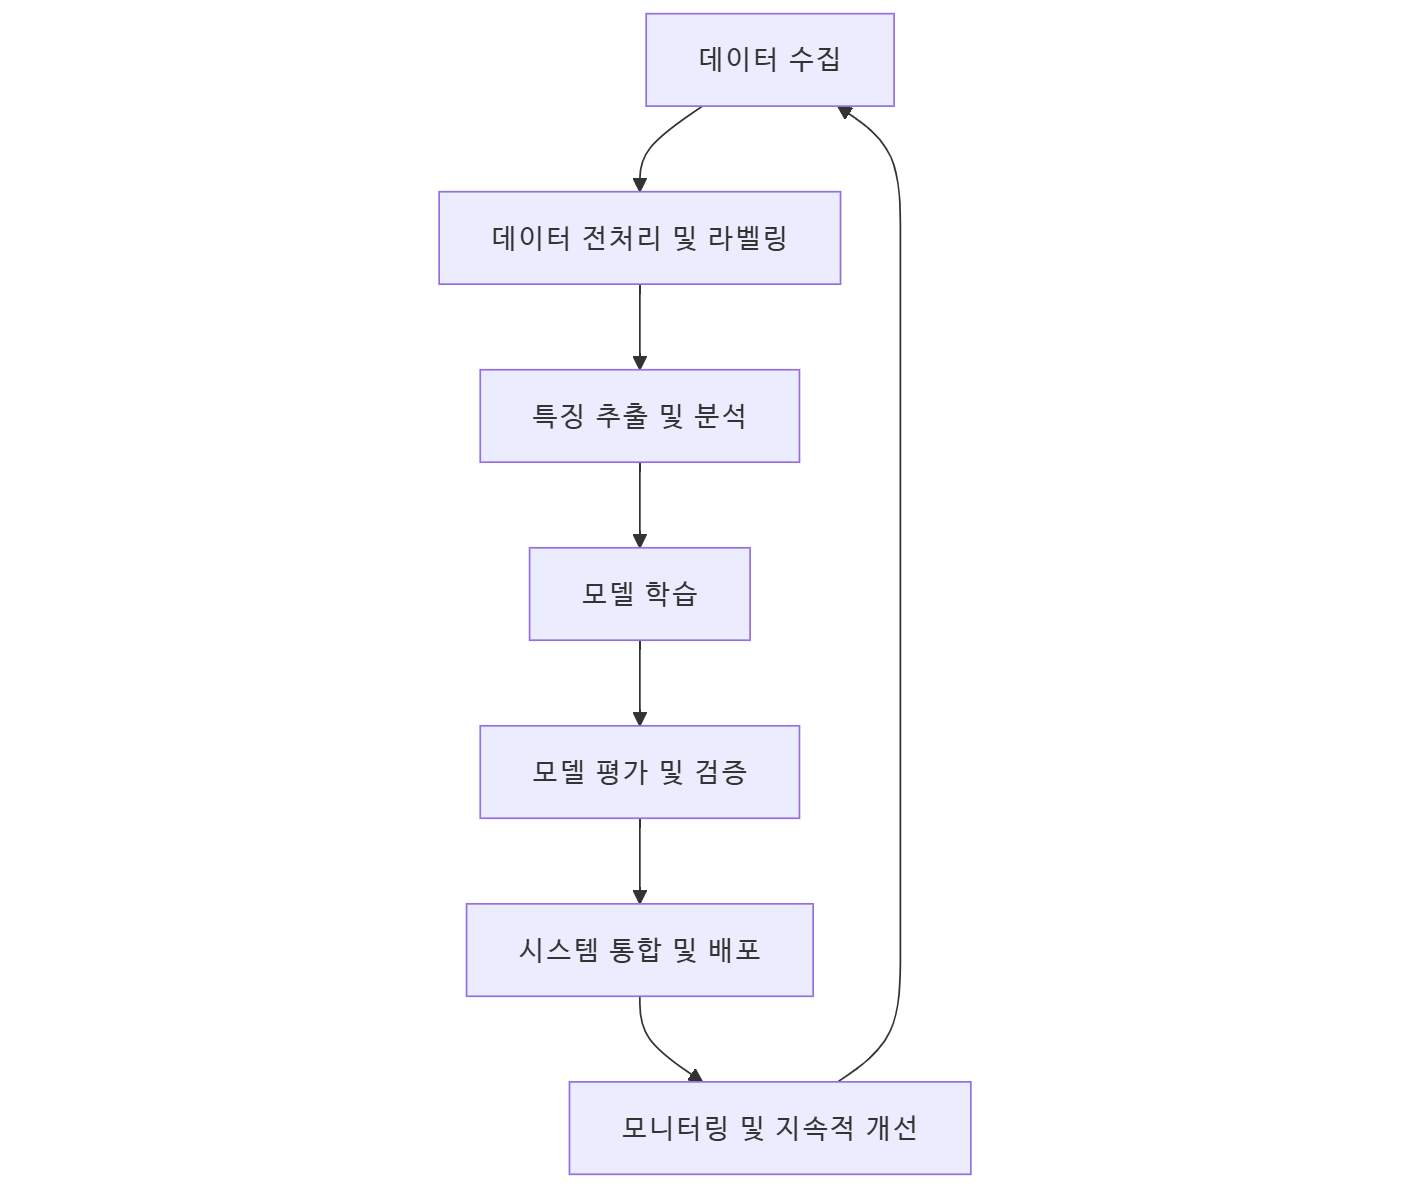 데이터 수집
데이터 전처리 및 라벨링
특징 추출 및 분석
모델 학습
모델 평가 및 검증
시스템 통합 및 배포
모니터링 및 지속적 개선